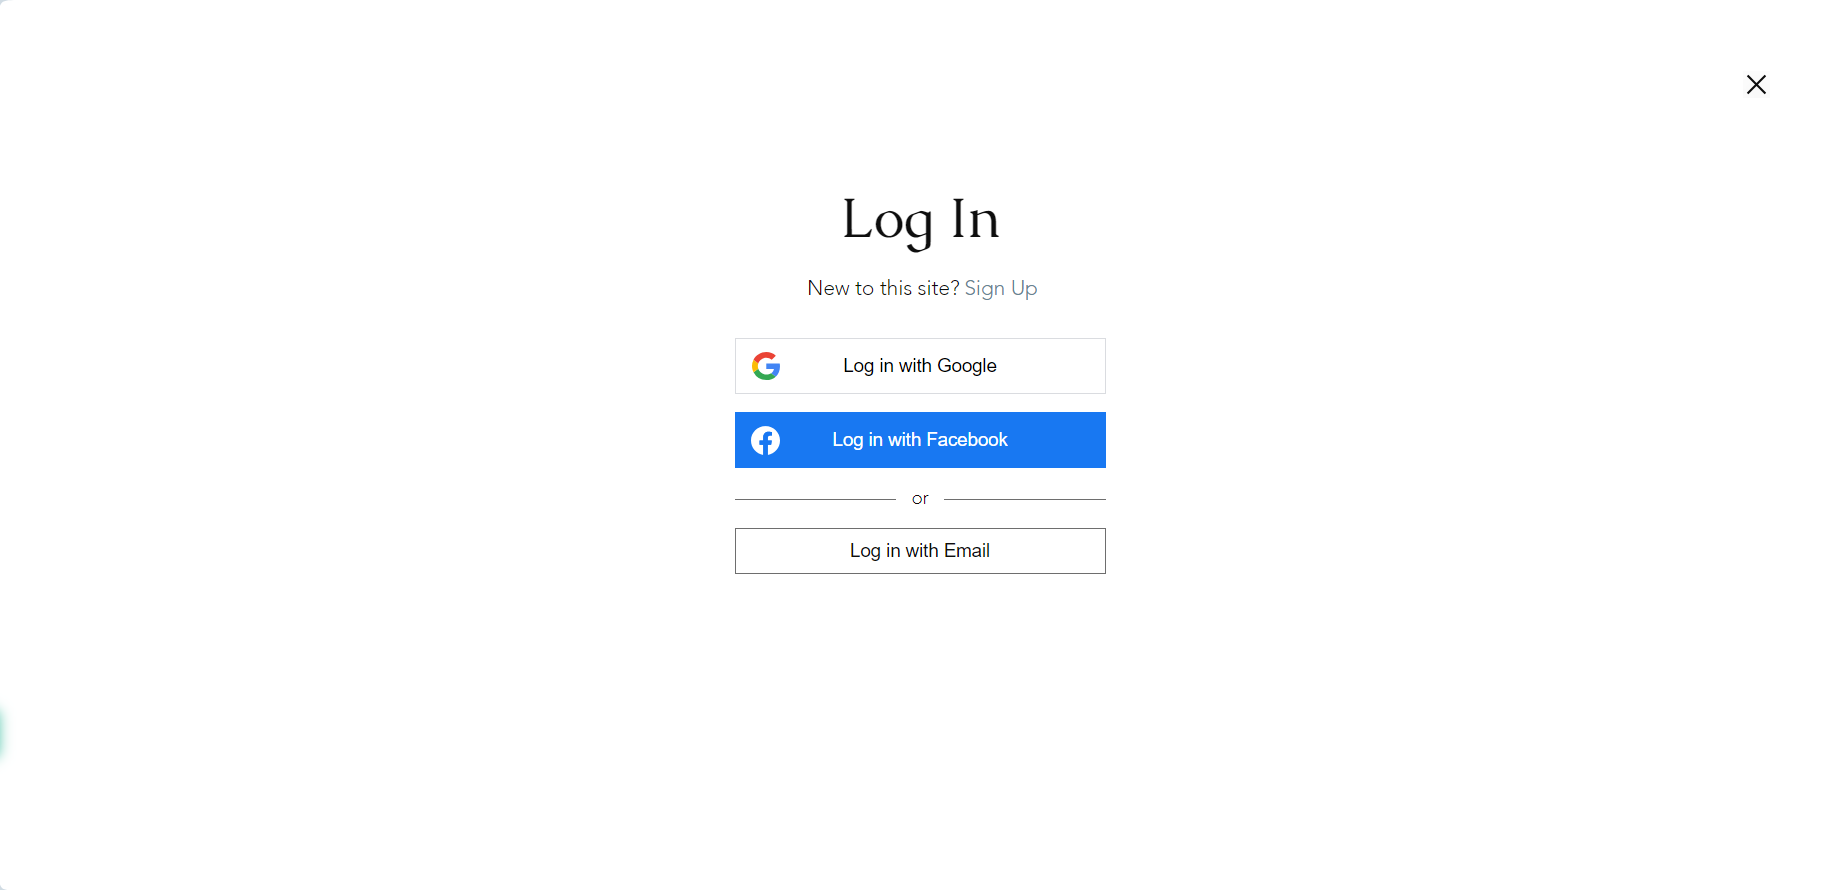 Log In
New to this site? Sign Up
Log in with Google
Log in with Facebook
or
Log in with Email